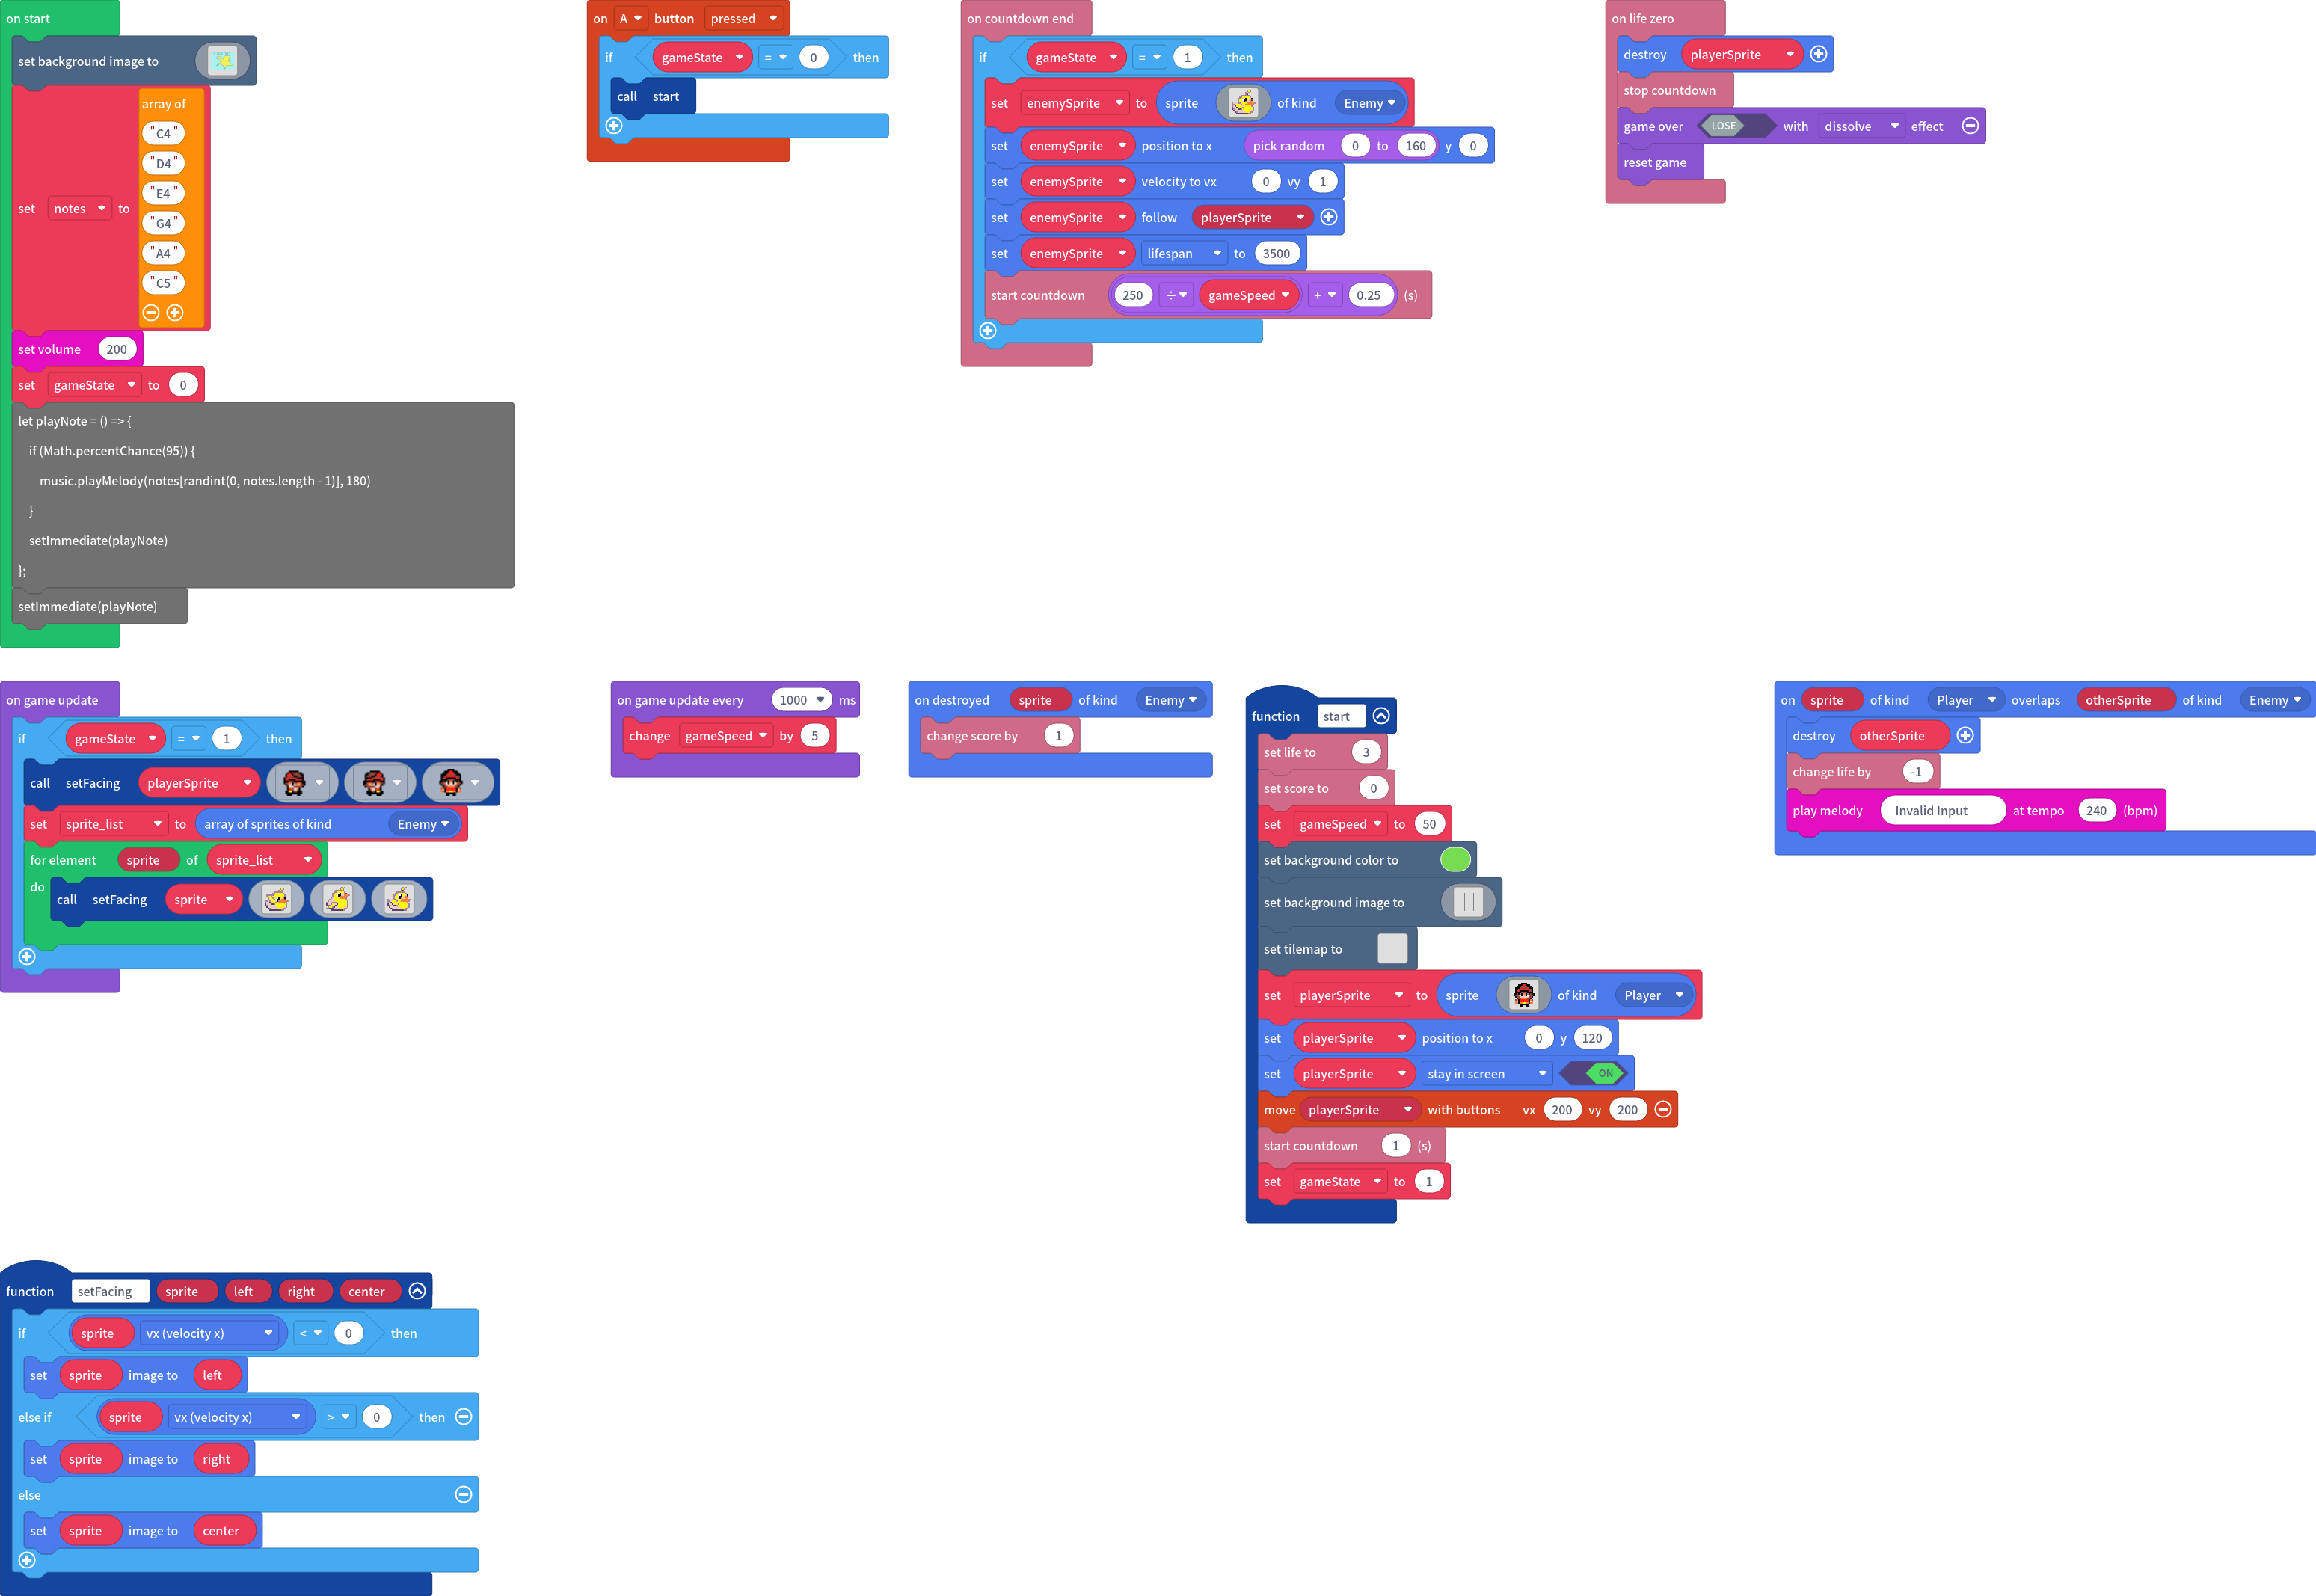 on start
set background image to
set notes to array of
"C4"
"D4"
"E4"
"G4"
"A4"
"C5"
set volume 200
set gameState to 0
let playNote = () => {
if (Math.percentChance(95)) {
music.playMelody(notes[randint(0, notes.length - 1)], 180)
}
setImmediate(playNote)
};
setImmediate(playNote)
on A button pressed
if gameState = 0 then
call start
on countdown end
if gameState = 1 then
set enemySprite to sprite of kind Enemy
set enemySprite position to x pick random 0 to 160 y 0
set enemySprite velocity to vx 0 vy 1
set enemySprite follow playerSprite
set enemySprite lifespan to 3500
start countdown 250 ÷ gameSpeed + 0.25 (s)
on life zero
destroy playerSprite
stop countdown
game over LOSE with dissolve effect
reset game
on game update
if gameState = 1 then
call setFacing playerSprite
set sprite_list to array of sprites of kind Enemy
for element sprite of sprite_list
do call setFacing sprite
on game update every 1000 ms
change gameSpeed by 5
on destroyed sprite of kind Enemy
change score by 1
function start
set life to 3
set score to 0
set gameSpeed to 50
set background color to
set background image to
set tilemap to
set playerSprite to sprite of kind Player
set playerSprite position to x 0 y 120
set playerSprite stay in screen ON
move playerSprite with buttons vx 200 vy 200
start countdown 1 (s)
set gameState to 1
on sprite of kind Player overlaps otherSprite of kind Enemy
destroy otherSprite
change life by -1
play melody Invalid Input at tempo 240 (bpm)
function setFacing sprite left right center
if sprite vx (velocity x) < 0 then
set sprite image to left
else if sprite vx (velocity x) > 0 then
set sprite image to right
else
set sprite image to center